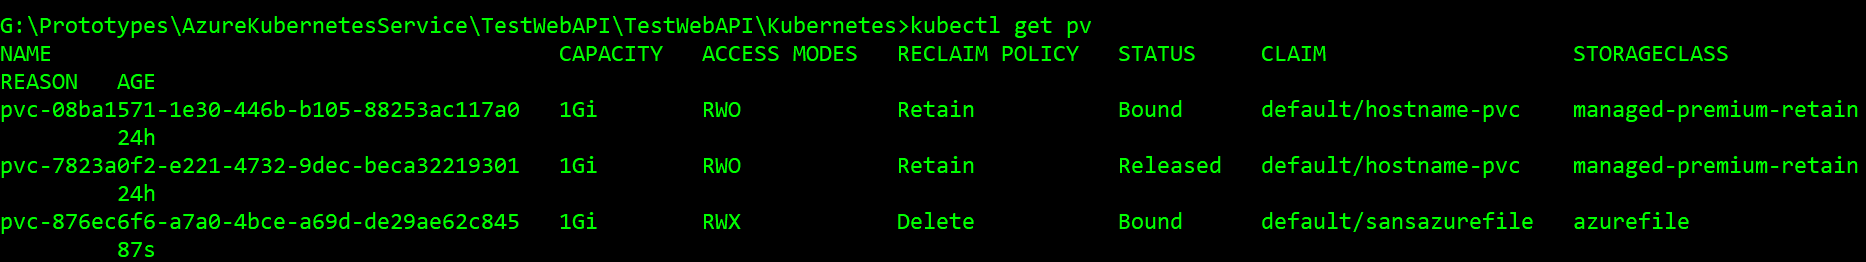 G:\Prototypes\AzureKubernetesService\TestWebAPI\TestWebAPI\Kubernetes>kubectl get pv
NAME                                       CAPACITY   ACCESS MODES   RECLAIM POLICY   STATUS     CLAIM                   STORAGECLASS
REASON   AGE
pvc-08ba1571-1e30-446b-b105-88253ac117a0   1Gi        RWO            Retain           Bound      default/hostname-pvc    managed-premium-retain
         24h
pvc-7823a0f2-e221-4732-9dec-beca32219301   1Gi        RWO            Retain           Released   default/hostname-pvc    managed-premium-retain
         24h
pvc-876ec6f6-a7a0-4bce-a69d-de29ae62c845   1Gi        RWX            Delete           Bound      default/sansazurefile   azurefile
         87s